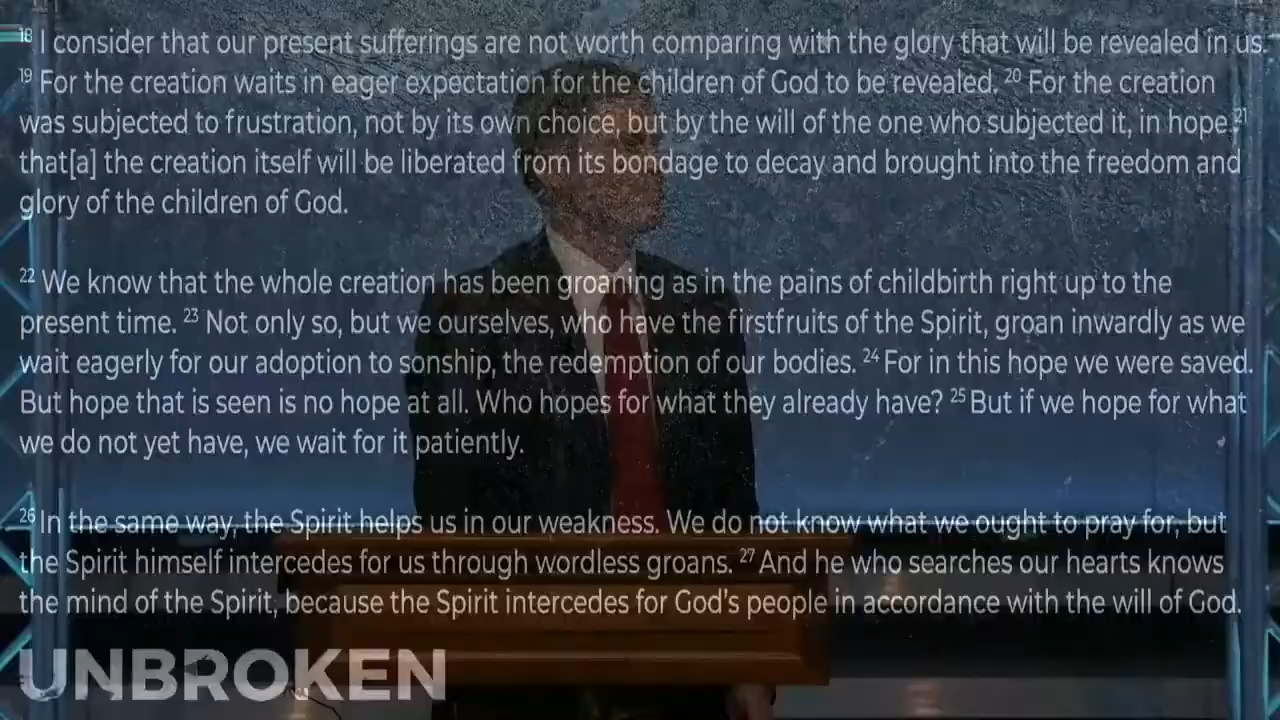 18 I consider that our present sufferings are not worth comparing with the glory that will be revealed in us.
19 For the creation waits in eager expectation for the children of God to be revealed. 20 For the creation
was subjected to frustration, not by its own choice, but by the will of the one who subjected it, in hope 21
that[a] the creation itself will be liberated from its bondage to decay and brought into the freedom and
glory of the children of God.
22 We know that the whole creation has been groaning as in the pains of childbirth right up to the
present time. 23 Not only so, but we ourselves, who have the firstfruits of the Spirit, groan inwardly as we
wait eagerly for our adoption to sonship, the redemption of our bodies. 24 For in this hope we were saved.
But hope that is seen is no hope at all. Who hopes for what they already have? 25 But if we hope for what
we do not yet have, we wait for it patiently.
26 In the same way, the Spirit helps us in our weakness. We do not know what we ought to pray for, but
the Spirit himself intercedes for us through wordless groans. 27 And he who searches our hearts knows
the mind of the Spirit, because the Spirit intercedes for God's people in accordance with the will of God.
UNBROKEN